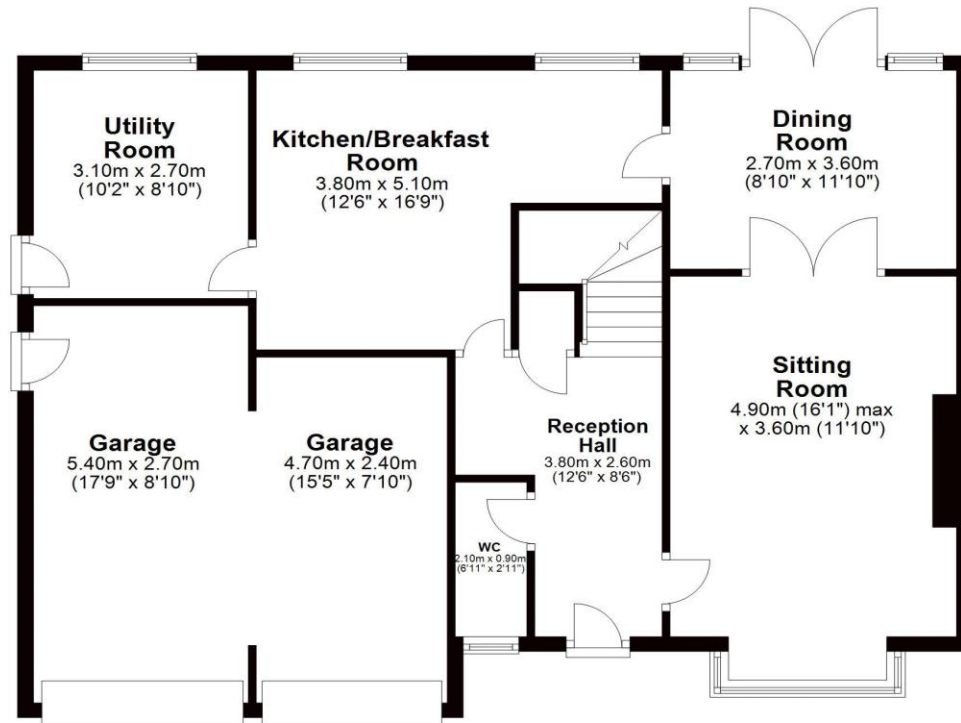 Utility
Room
3.10m x 2.70m
(10'2" x 8'10")
Kitchen/Breakfast
Room
3.80m x 5.10m
(12'6" x 16'9")
Dining
Room
2.70m x 3.60m
(8'10" x 11'10")
Garage
5.40m x 2.70m
(17'9" x 8'10")
Garage
4.70m x 2.40m
(15'5" x 7'10")
Reception
Hall
3.80m x 2.60m
(12'6" x 8'6")
Sitting
Room
4.90m (16'1") max
x 3.60m (11'10")
WC
2.10m x 0.90m
(6'11" x 2'11")